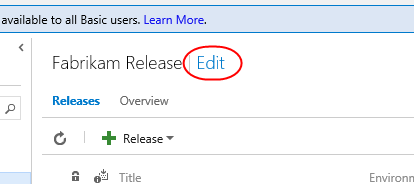 available to all Basic users. Learn More.
Fabrikam Release | Edit
Releases Overview
Release
Title Environm